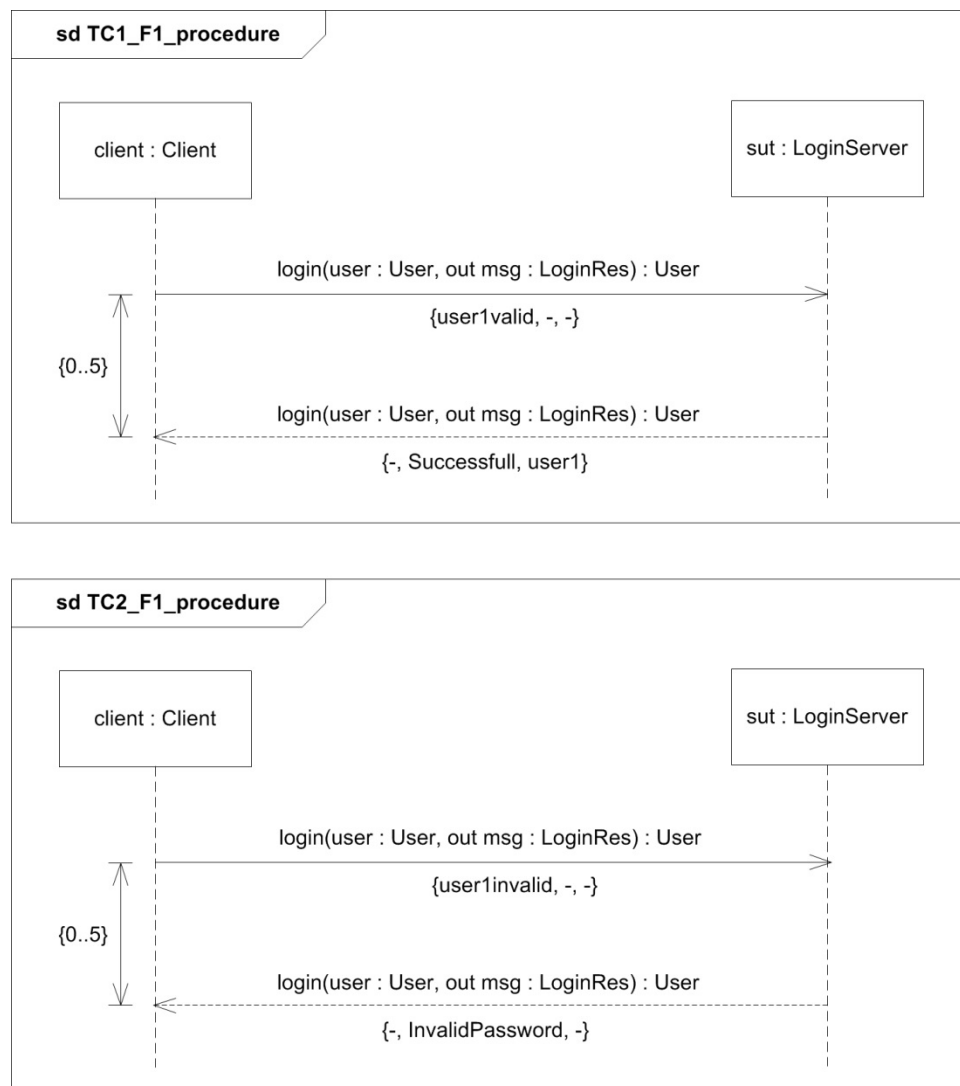 sd TC1_F1_procedure
client : Client
sut : LoginServer
login(user : User, out msg : LoginRes) : User
{user1valid, -, -}
{0..5}
login(user : User, out msg : LoginRes) : User
{-, Successfull, user1}
sd TC2_F1_procedure
client : Client
sut : LoginServer
login(user : User, out msg : LoginRes) : User
{user1invalid, -, -}
{0..5}
login(user : User, out msg : LoginRes) : User
{-, InvalidPassword, -}